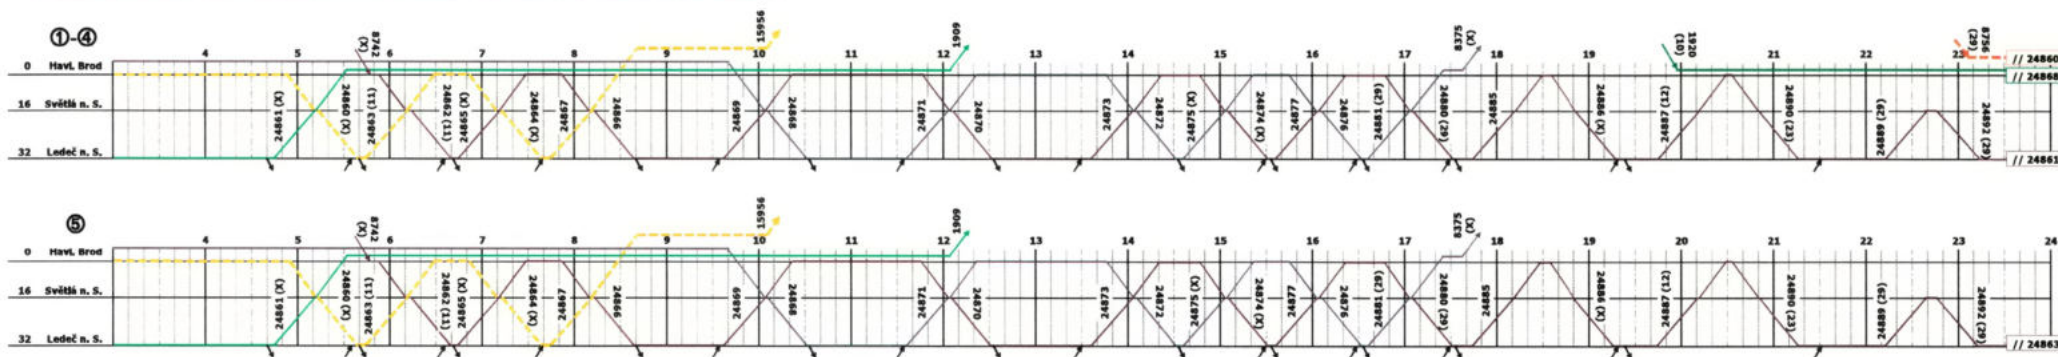 ①-④
4 5 6 7 8 9 10 11 12 13 14 15 16 17 18 19 20 21 22 23
8742 (X)
15956
1909
8375 (X)
1920 (10)
8756 (29)
0 Havl. Brod
16 Světlá n. S.
32 Ledeč n. S.
24861 (X)
24860 (X)
24863 (11)
24862 (11)
24865 (X)
24864 (X)
24867
24866
24869
24868
24871
24870
24873
24872
24875 (X)
24874 (X)
24877
24876
24881 (29)
24880 (29)
24885
24886 (X)
24887 (12)
24890 (23)
24889 (29)
24892 (29)
// 24860
// 24868
// 24861
⑤
4 5 6 7 8 9 10 11 12 13 14 15 16 17 18 19 20 21 22 23 24
8742 (X)
15956
1909
8375 (X)
0 Havl. Brod
16 Světlá n. S.
32 Ledeč n. S.
24861 (X)
24860 (X)
24863 (11)
24862 (11)
24865 (X)
24864 (X)
24867
24866
24869
24868
24871
24870
24873
24872
24875 (X)
24874 (X)
24877
24876
24881 (29)
24880 (29)
24885
24886 (X)
24887 (12)
24890 (23)
24889 (29)
24892 (29)
// 24863